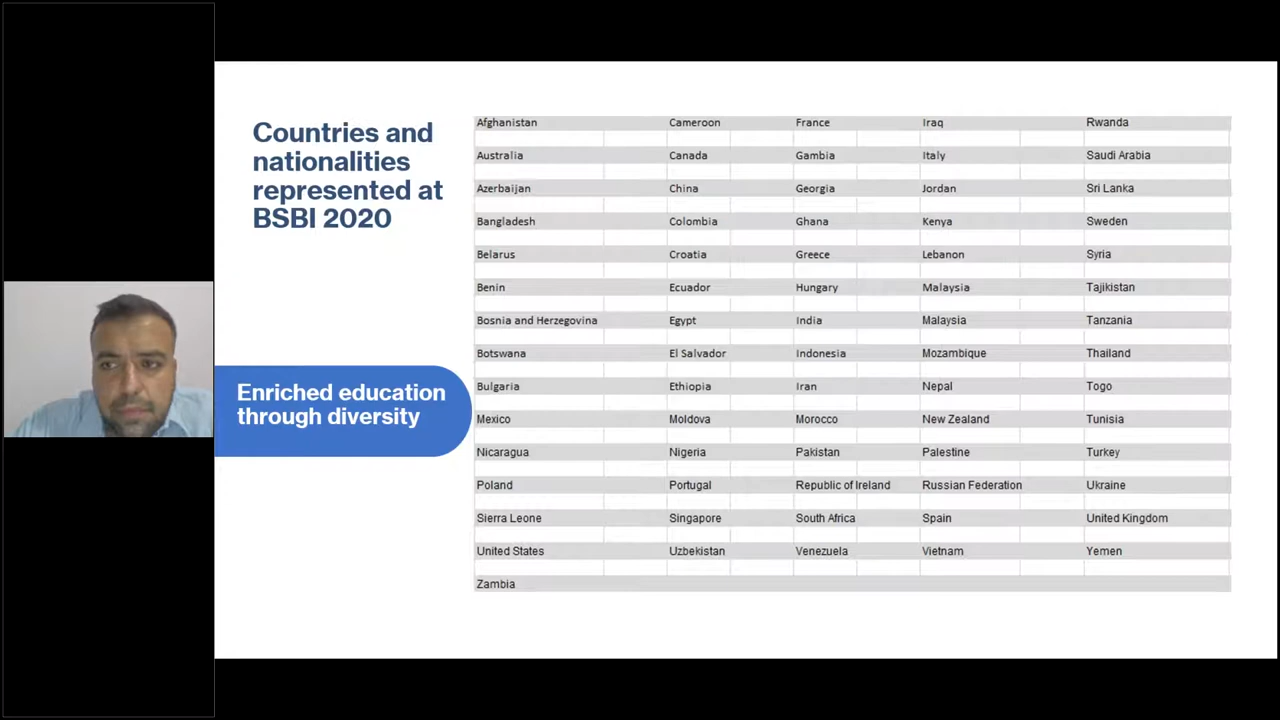 Countries and
nationalities
represented at
BSBI 2020
Enriched education
through diversity
Afghanistan Cameroon France Iraq Rwanda
Australia Canada Gambia Italy Saudi Arabia
Azerbaijan China Georgia Jordan Sri Lanka
Bangladesh Colombia Ghana Kenya Sweden
Belarus Croatia Greece Lebanon Syria
Benin Ecuador Hungary Malaysia Tajikistan
Bosnia and Herzegovina Egypt India Malaysia Tanzania
Botswana El Salvador Indonesia Mozambique Thailand
Bulgaria Ethiopia Iran Nepal Togo
Mexico Moldova Morocco New Zealand Tunisia
Nicaragua Nigeria Pakistan Palestine Turkey
Poland Portugal Republic of Ireland Russian Federation Ukraine
Sierra Leone Singapore South Africa Spain United Kingdom
United States Uzbekistan Venezuela Vietnam Yemen
Zambia